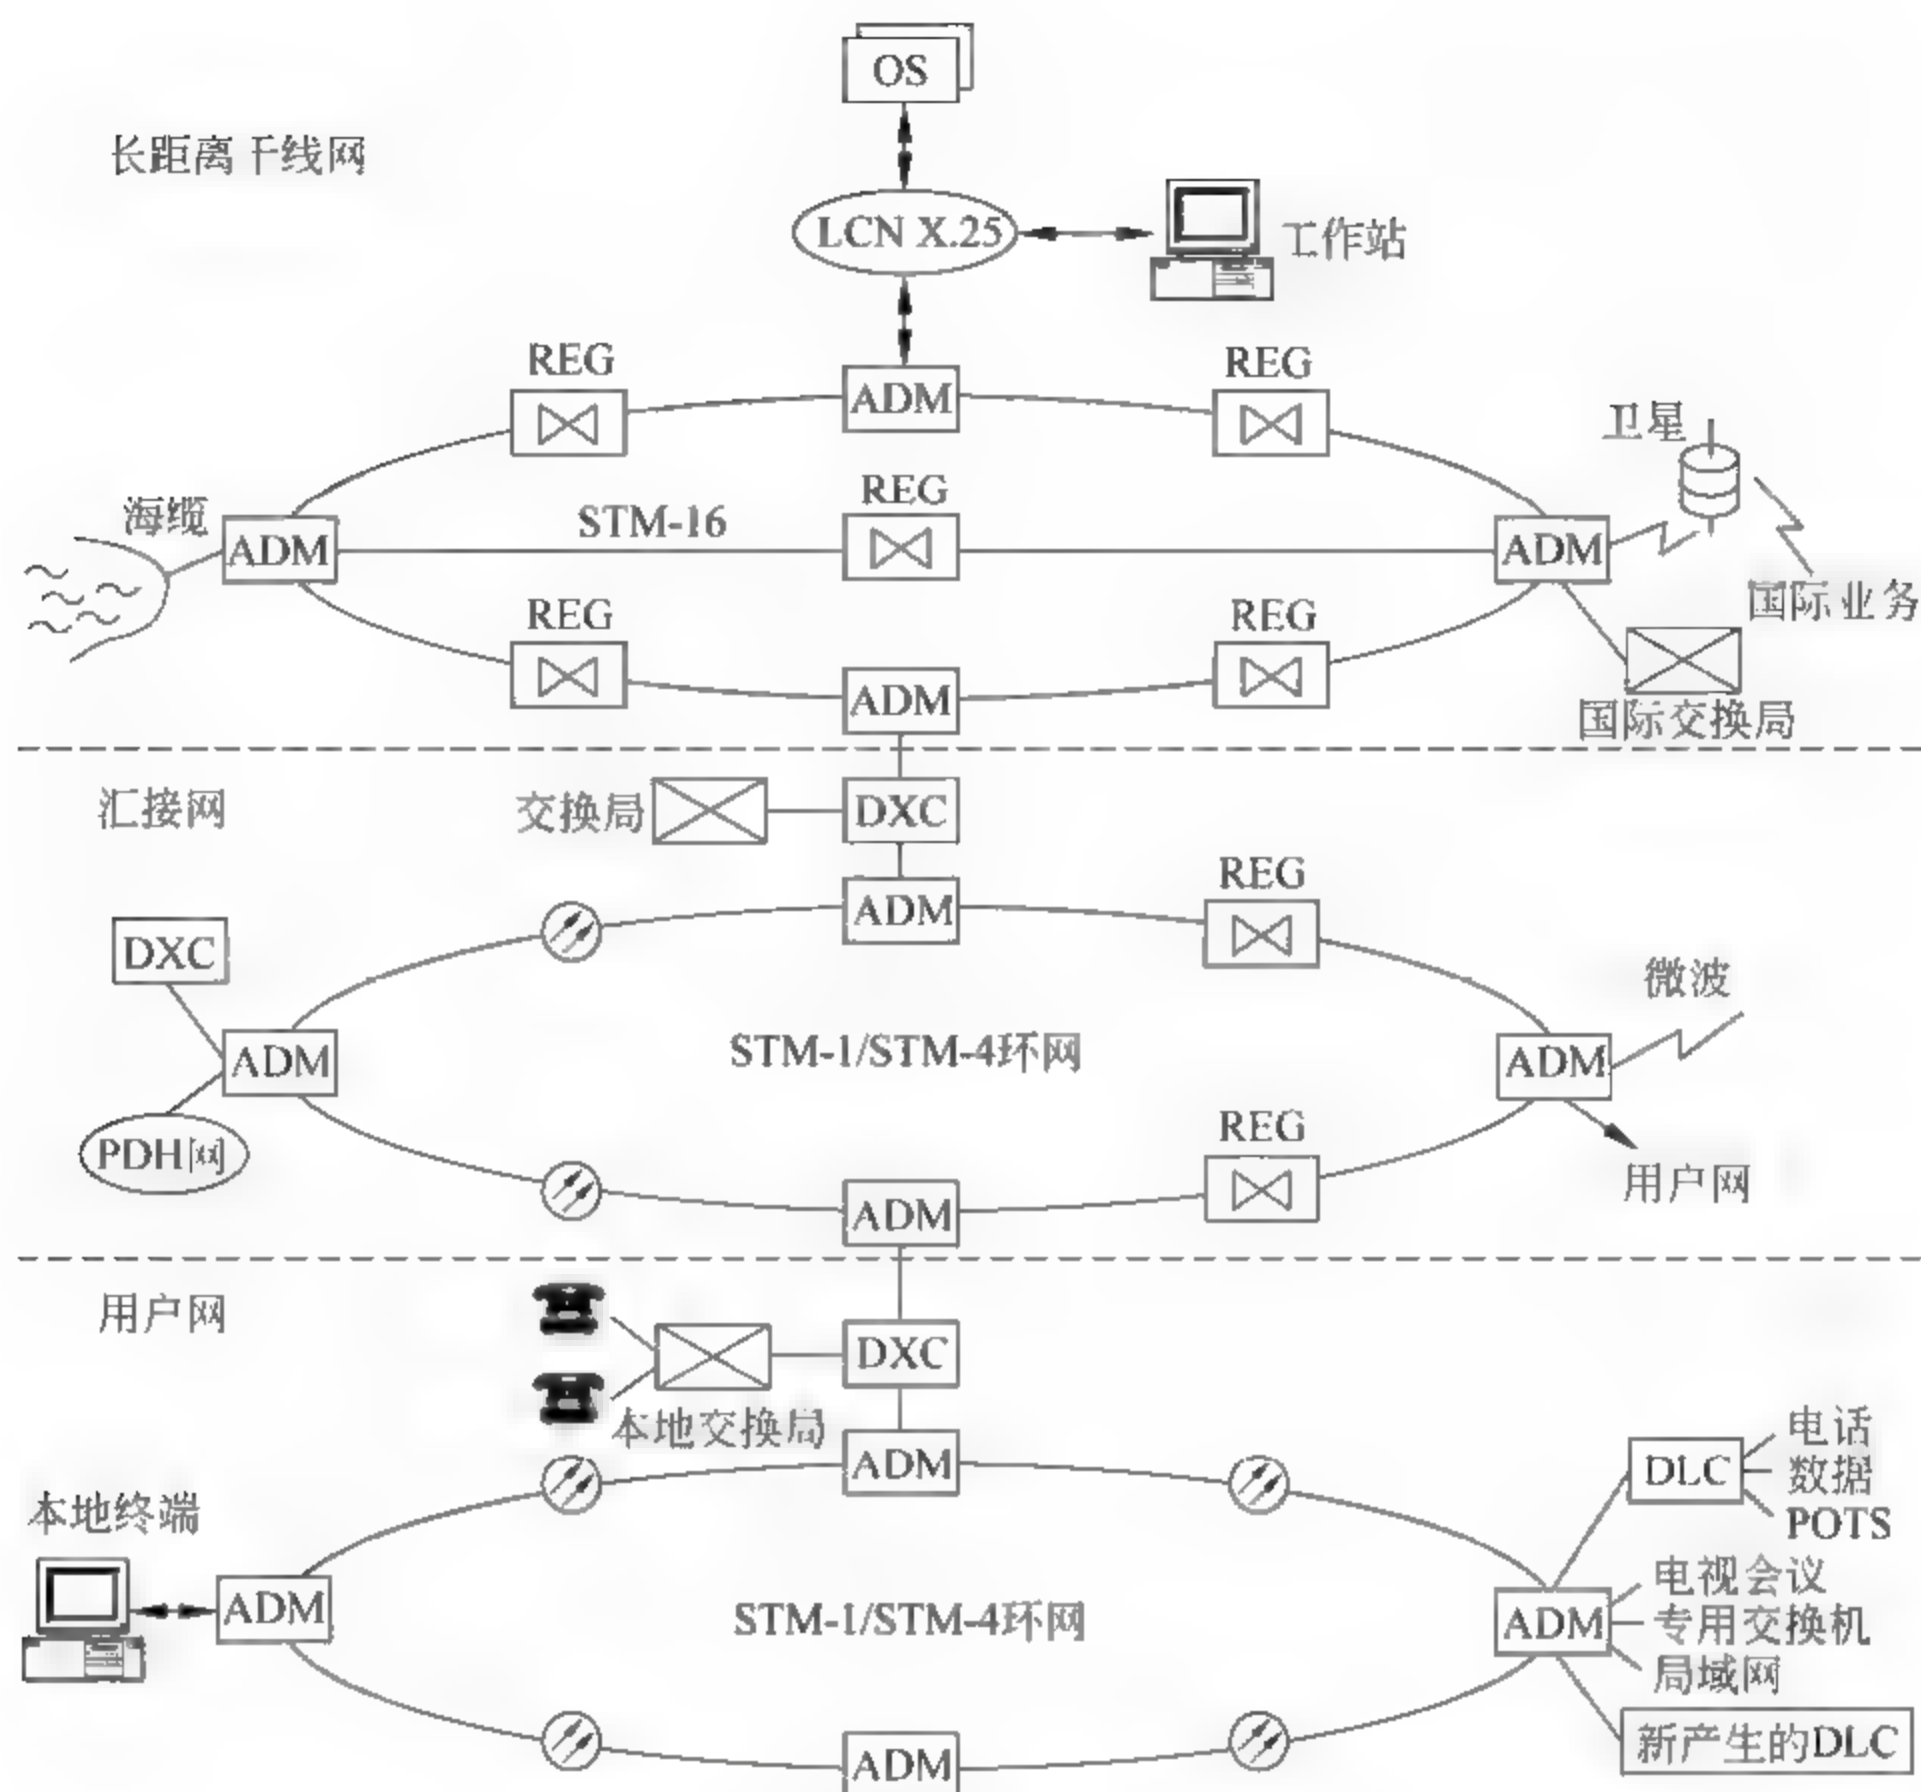 OS
长距离干线网
LCN X.25
工作站
REG
ADM
REG
卫星
海缆
ADM
STM-16
REG
ADM
国际业务
REG
ADM
REG
国际交换局
汇接网
交换局
DXC
ADM
REG
DXC
微波
ADM
STM-1/STM-4环网
ADM
PDH网
REG
用户网
ADM
用户网
DXC
本地交换局
ADM
DLC
电话
数据
POTS
本地终端
ADM
STM-1/STM-4环网
ADM
电视会议
专用交换机
局域网
新产生的DLC
ADM